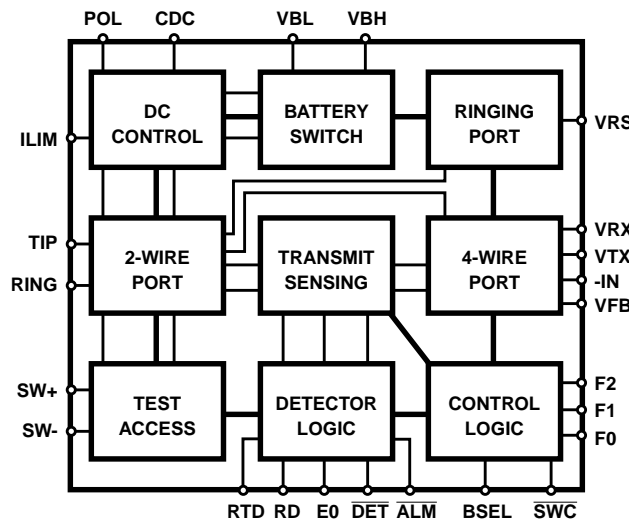 POL CDC VBL VBH
DC CONTROL
BATTERY SWITCH
RINGING PORT
ILIM
VRS
TIP
RING
2-WIRE PORT
TRANSMIT SENSING
4-WIRE PORT
VRX
VTX
-IN
VFB
SW+
SW-
TEST ACCESS
DETECTOR LOGIC
CONTROL LOGIC
F2
F1
F0
RTD RD E0 DET ALM BSEL SWC